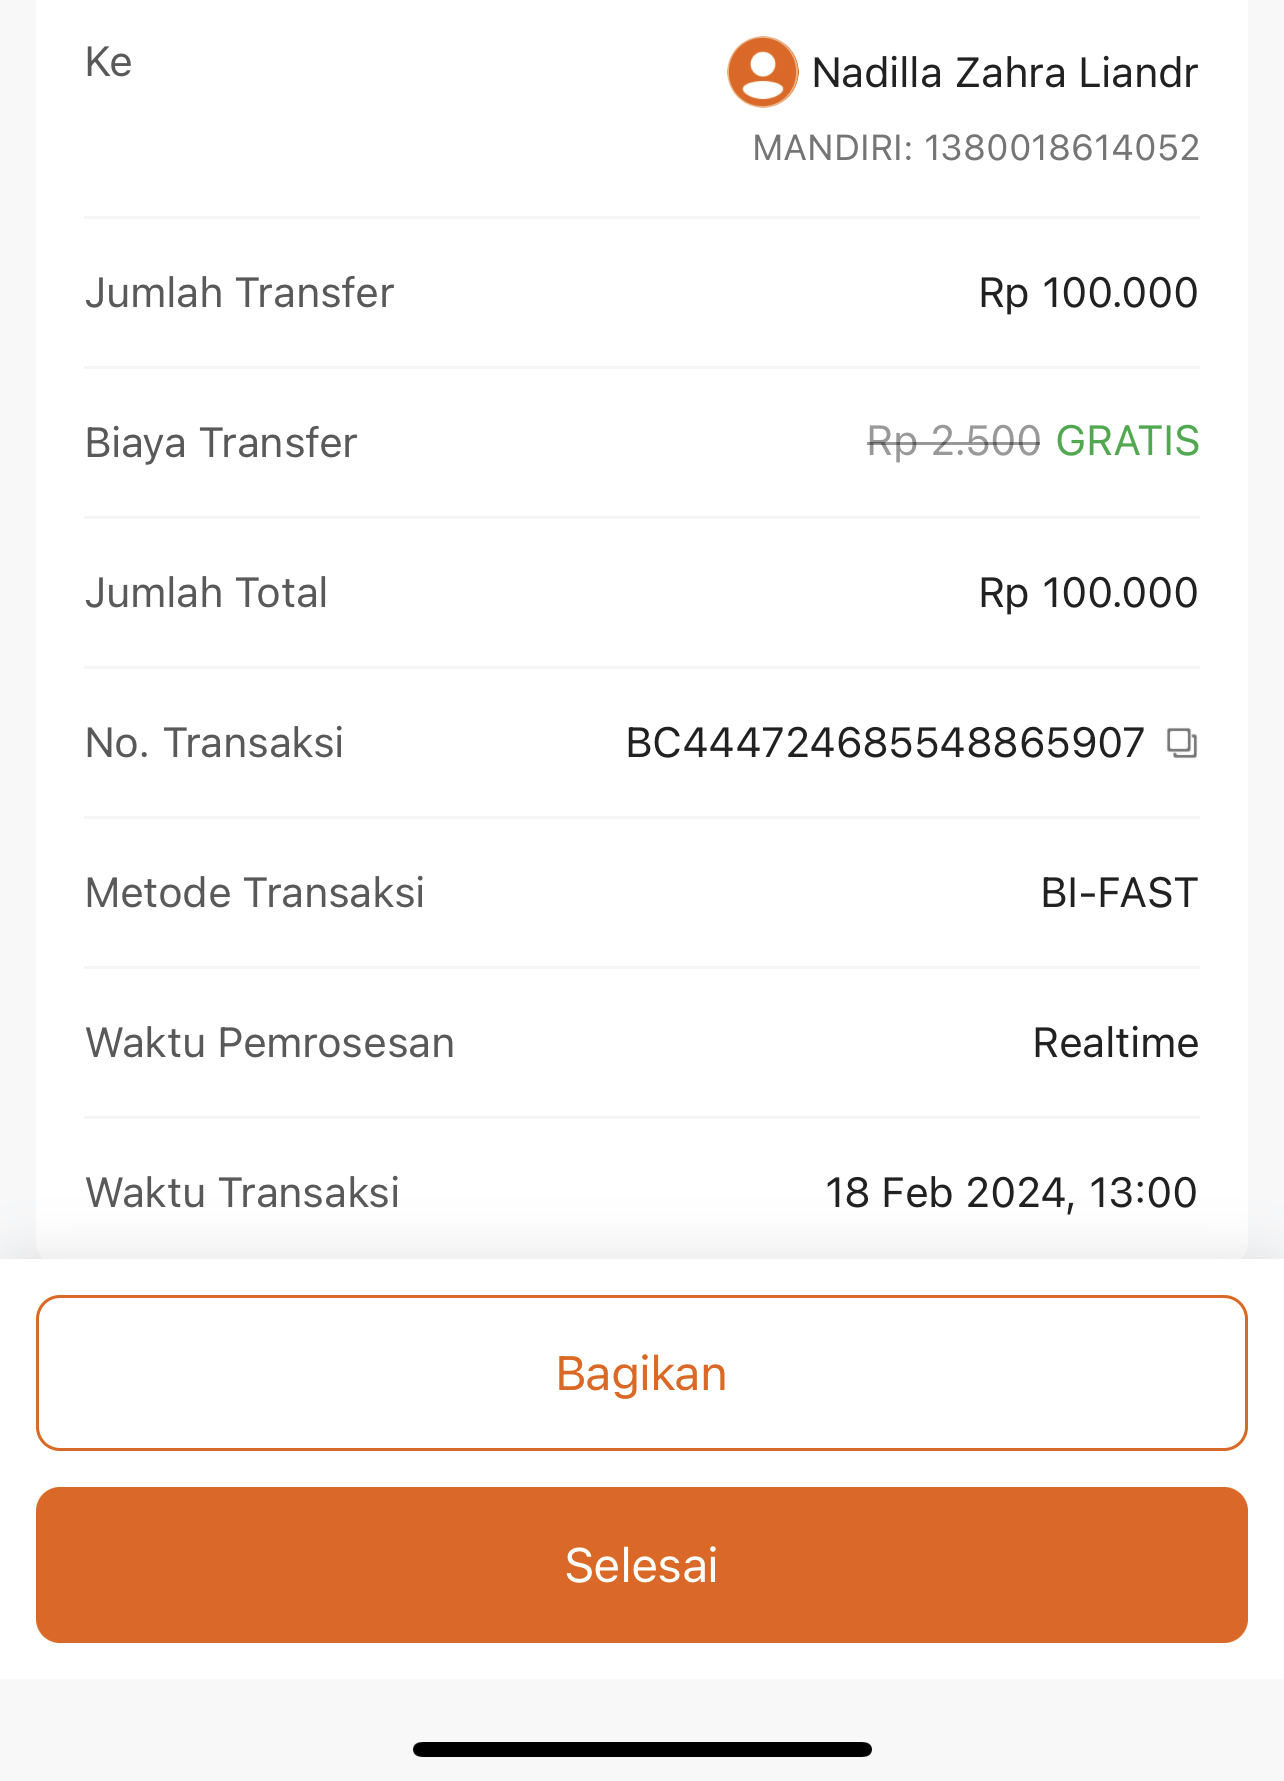 Ke
Nadilla Zahra Liandr
MANDIRI: 1380018614052
Jumlah Transfer Rp 100.000
Biaya Transfer Rp 2.500 GRATIS
Jumlah Total Rp 100.000
No. Transaksi BC444724685548865907
Metode Transaksi BI-FAST
Waktu Pemrosesan Realtime
Waktu Transaksi 18 Feb 2024, 13:00
Bagikan
Selesai